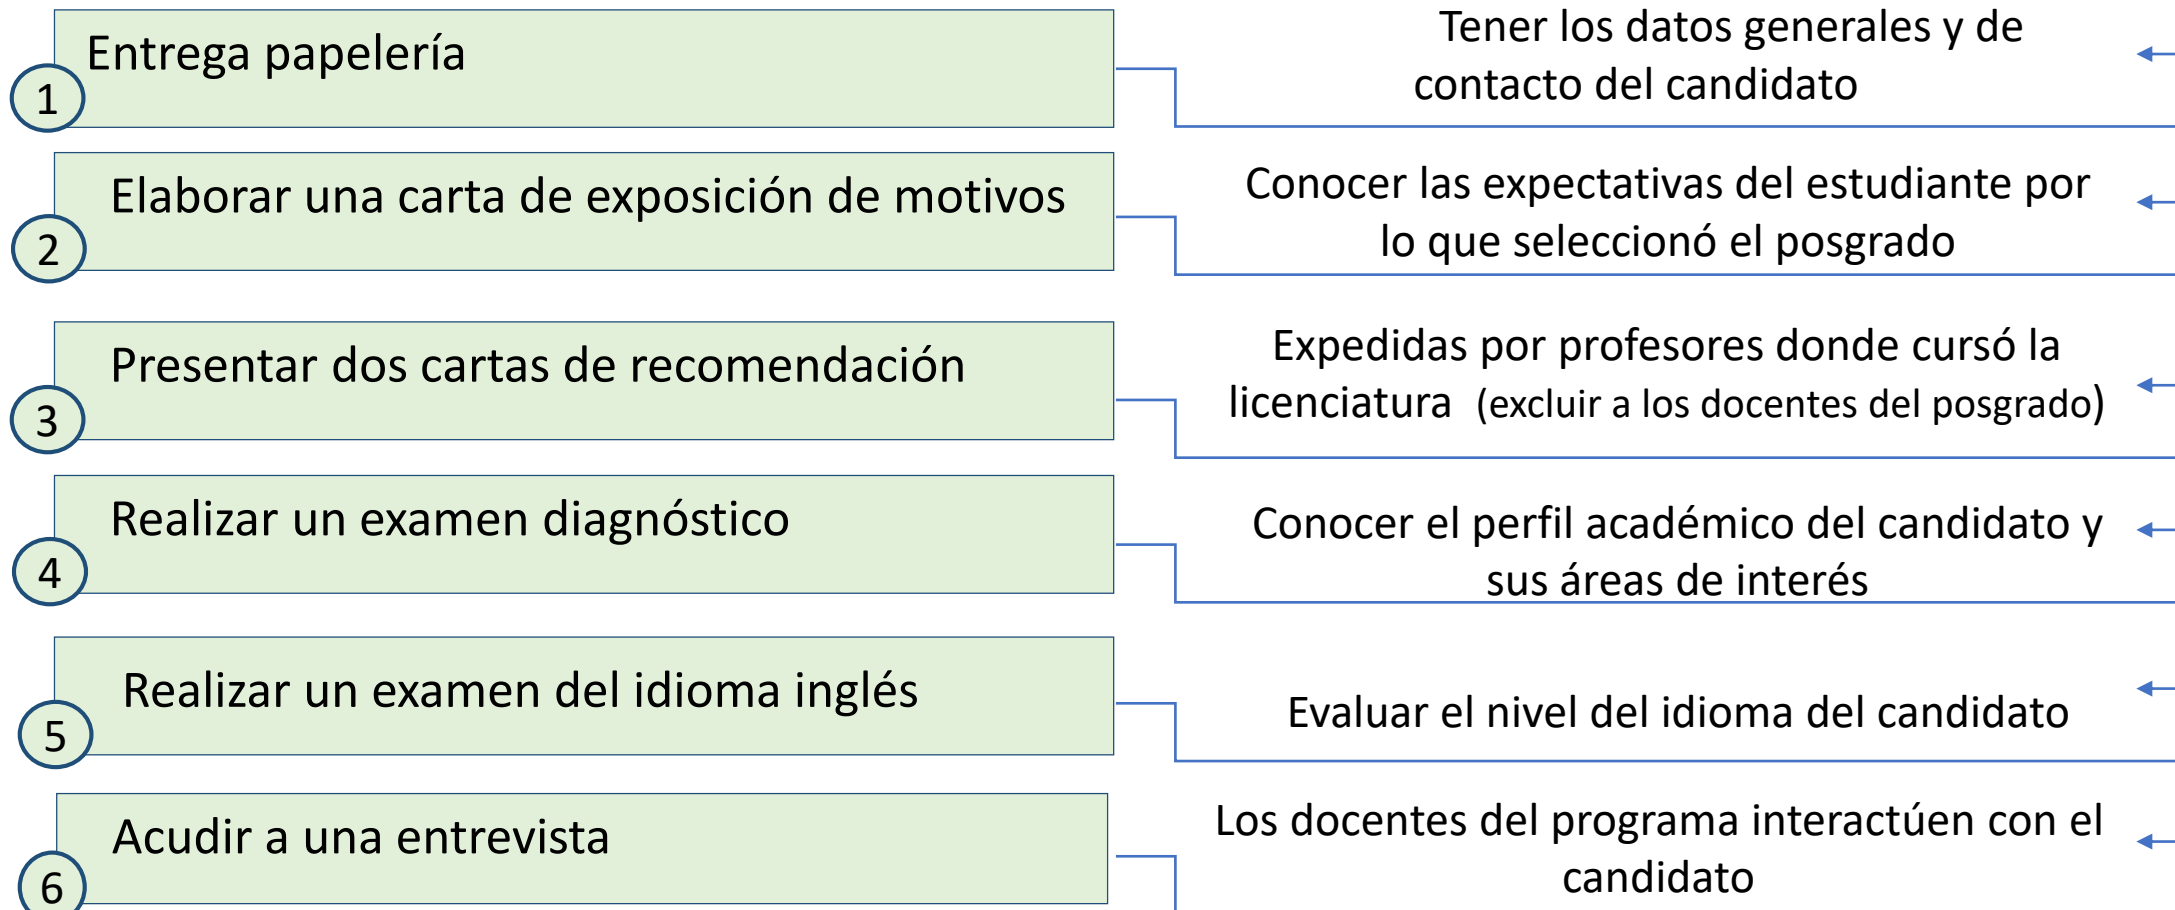 Entrega papelería
1
Tener los datos generales y de
contacto del candidato
Elaborar una carta de exposición de motivos
2
Conocer las expectativas del estudiante por
lo que seleccionó el posgrado
Presentar dos cartas de recomendación
3
Expedidas por profesores donde cursó la
licenciatura (excluir a los docentes del posgrado)
Realizar un examen diagnóstico
4
Conocer el perfil académico del candidato y
sus áreas de interés
Realizar un examen del idioma inglés
5
Evaluar el nivel del idioma del candidato
Acudir a una entrevista
6
Los docentes del programa interactúen con el
candidato